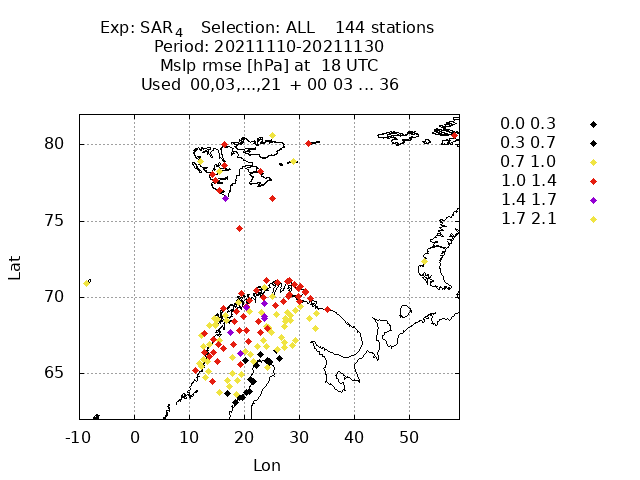 Exp: SAR4 Selection: ALL 144 stations
Period: 20211110-20211130
Mslp rmse [hPa] at 18 UTC
Used 00,03,...,21 + 00 03 ... 36
0.0 0.3
0.3 0.7
0.7 1.0
1.0 1.4
1.4 1.7
1.7 2.1
80
75
70
65
Lat
-10 0 10 20 30 40 50
Lon